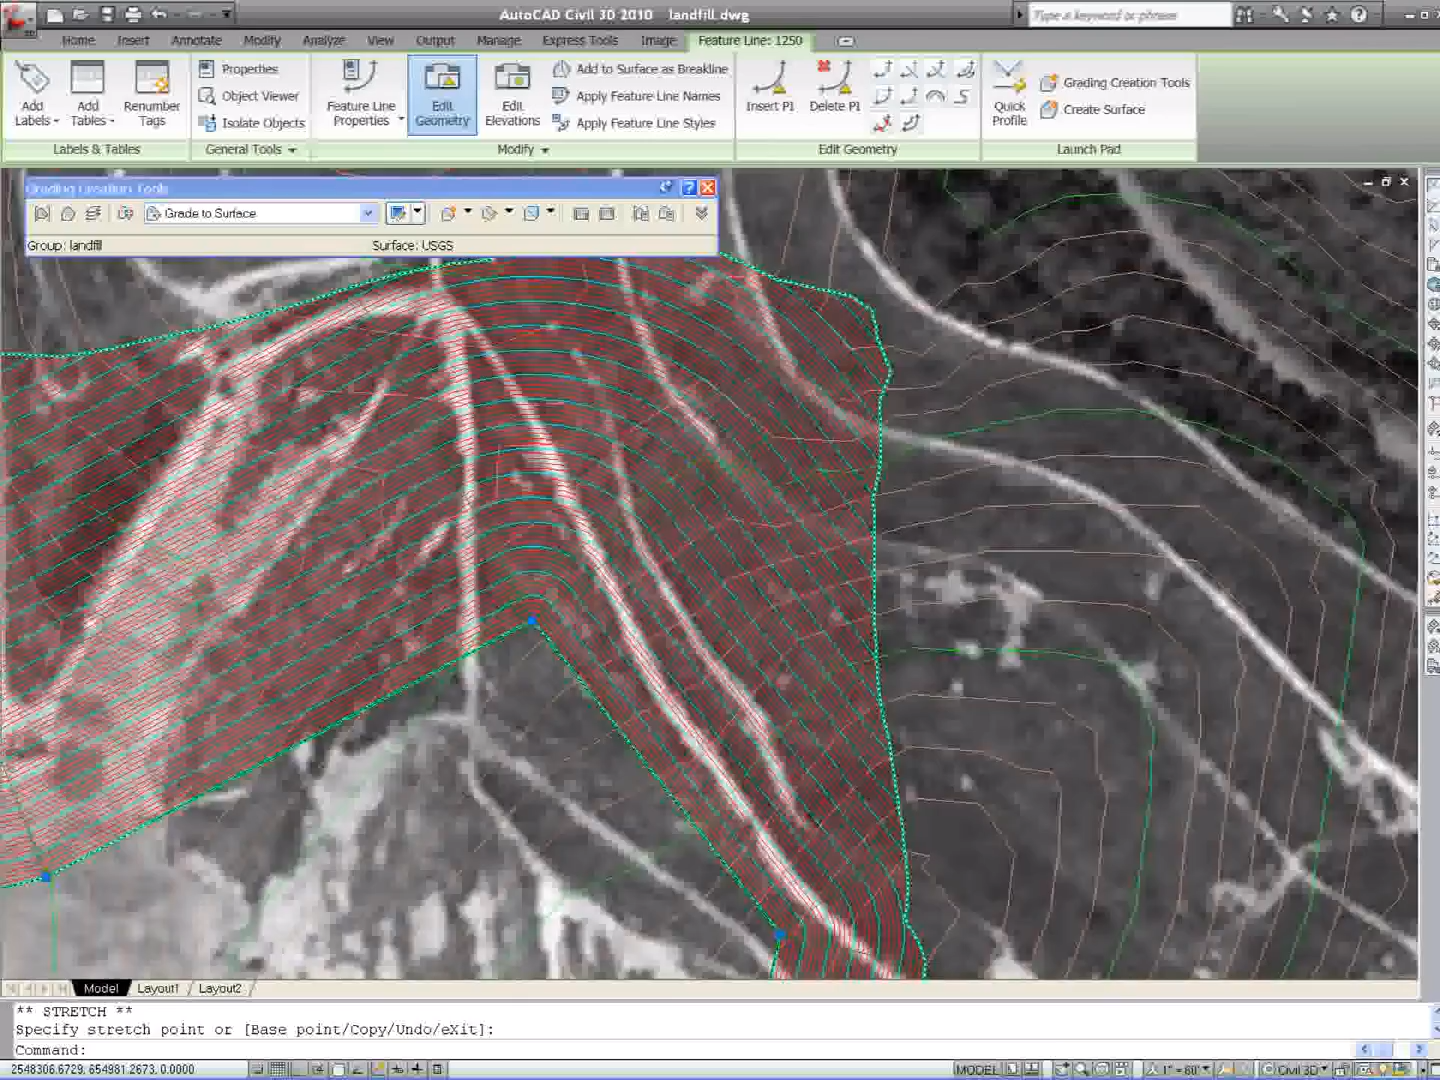 AutoCAD Civil 3D 2010 landfill.dwg
Type a keyword or phrase
Home Insert Annotate Modify Analyze View Output Manage Express Tools Image Feature Line: 1250
Add Labels
Add Tables
Renumber Tags
Properties
Object Viewer
Isolate Objects
Feature Line Properties
Edit Geometry
Edit Elevations
Add to Surface as Breakline
Apply Feature Line Names
Apply Feature Line Styles
Insert PI
Delete PI
Quick Profile
Grading Creation Tools
Create Surface
Labels & Tables
General Tools
Modify
Edit Geometry
Launch Pad
Grading Creation Tools
Grade to Surface
Group: landfill
Surface: USGS
Model Layout1 Layout2
** STRETCH **
Specify stretch point or [Base point/Copy/Undo/eXit]:
Command:
2548306.6729, 654981.2673, 0.0000
MODEL
1" = 60'
Civil 3D